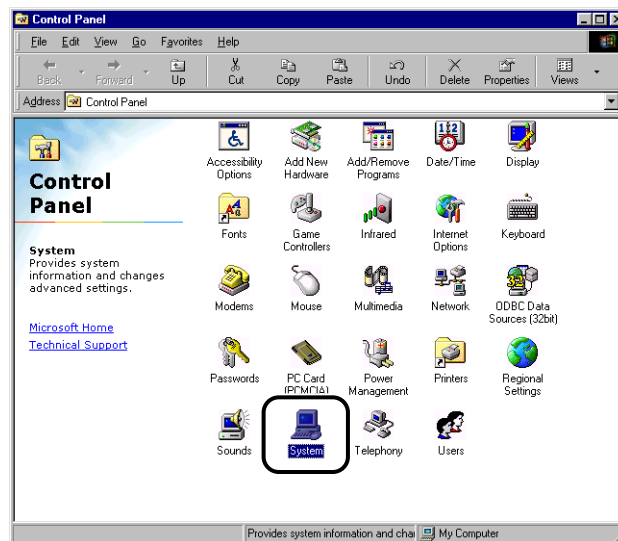 Control Panel
File Edit View Go Favorites Help
Back Forward Up Cut Copy Paste Undo Delete Properties Views
Address Control Panel
Control
Panel
System
Provides system
information and changes
advanced settings.
Microsoft Home
Technical Support
Accessibility
Options
Add New
Hardware
Add/Remove
Programs
Date/Time
Display
Fonts
Game
Controllers
Infrared
Internet
Options
Keyboard
Modems
Mouse
Multimedia
Network
ODBC Data
Sources (32bit)
Passwords
PC Card
(PCMCIA)
Power
Management
Printers
Regional
Settings
Sounds
System
Telephony
Users
Provides system information and chai My Computer